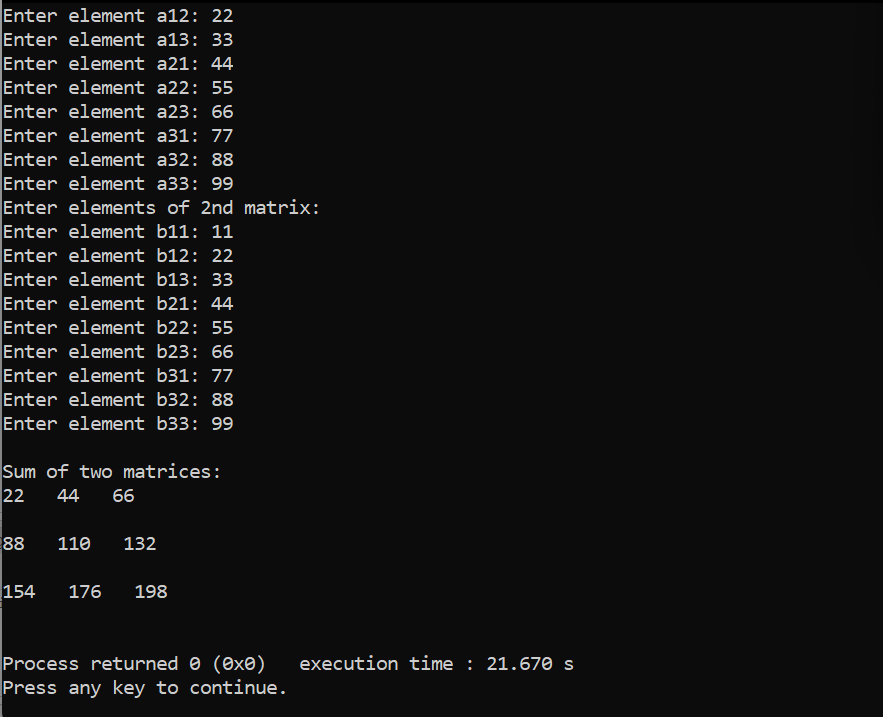 Enter element a12: 22
Enter element a13: 33
Enter element a21: 44
Enter element a22: 55
Enter element a23: 66
Enter element a31: 77
Enter element a32: 88
Enter element a33: 99
Enter elements of 2nd matrix:
Enter element b11: 11
Enter element b12: 22
Enter element b13: 33
Enter element b21: 44
Enter element b22: 55
Enter element b23: 66
Enter element b31: 77
Enter element b32: 88
Enter element b33: 99
Sum of two matrices:
22   44   66
88   110   132
154   176   198
Process returned 0 (0x0)   execution time : 21.670 s
Press any key to continue.